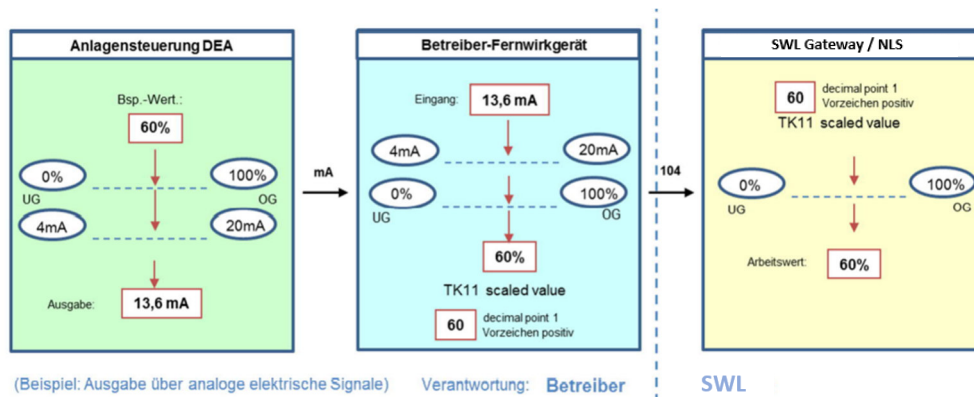 Anlagensteuerung DEA
Bsp.-Wert.:
60%
0%
100%
UG
OG
4mA
20mA
Ausgabe:
13,6 mA
mA
Betreiber-Fernwirkgerät
Eingang:
13,6 mA
4mA
20mA
0%
100%
UG
OG
60%
TK11 scaled value
60
decimal point 1
Vorzeichen positiv
104
SWL Gateway / NLS
60
decimal point 1
Vorzeichen positiv
TK11 scaled value
0%
100%
UG
OG
Arbeitswert:
60%
(Beispiel: Ausgabe über analoge elektrische Signale)
Verantwortung: Betreiber
SWL